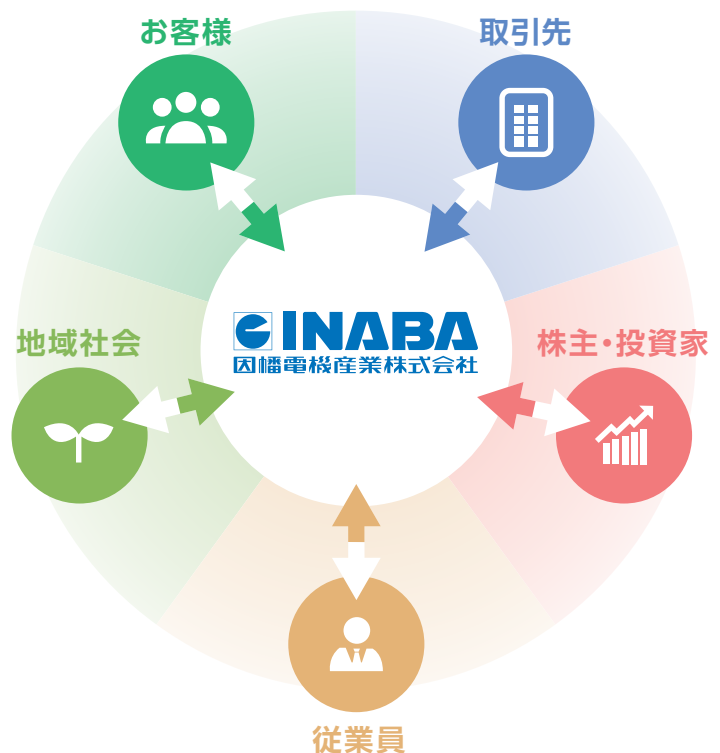 お客様
取引先
INABA
因幡電機産業株式会社
地域社会
株主・投資家
従業員